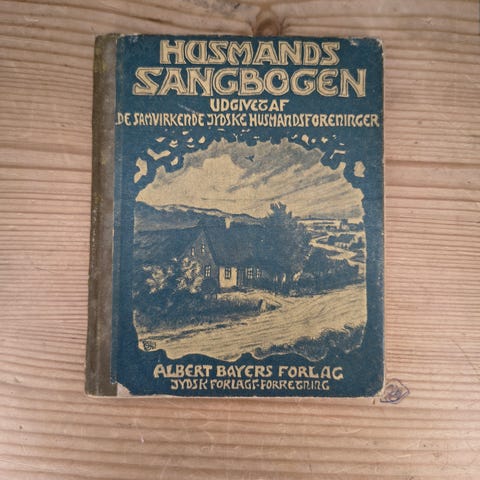 HUSMANDS
SANGBOGEN
UDGIVET AF
DE SAMVIRKENDE JYDSKE HUSMANDSFORENINGER
ALBERT BAYERS FORLAG
JYDSK FORLAGS-FORRETNING